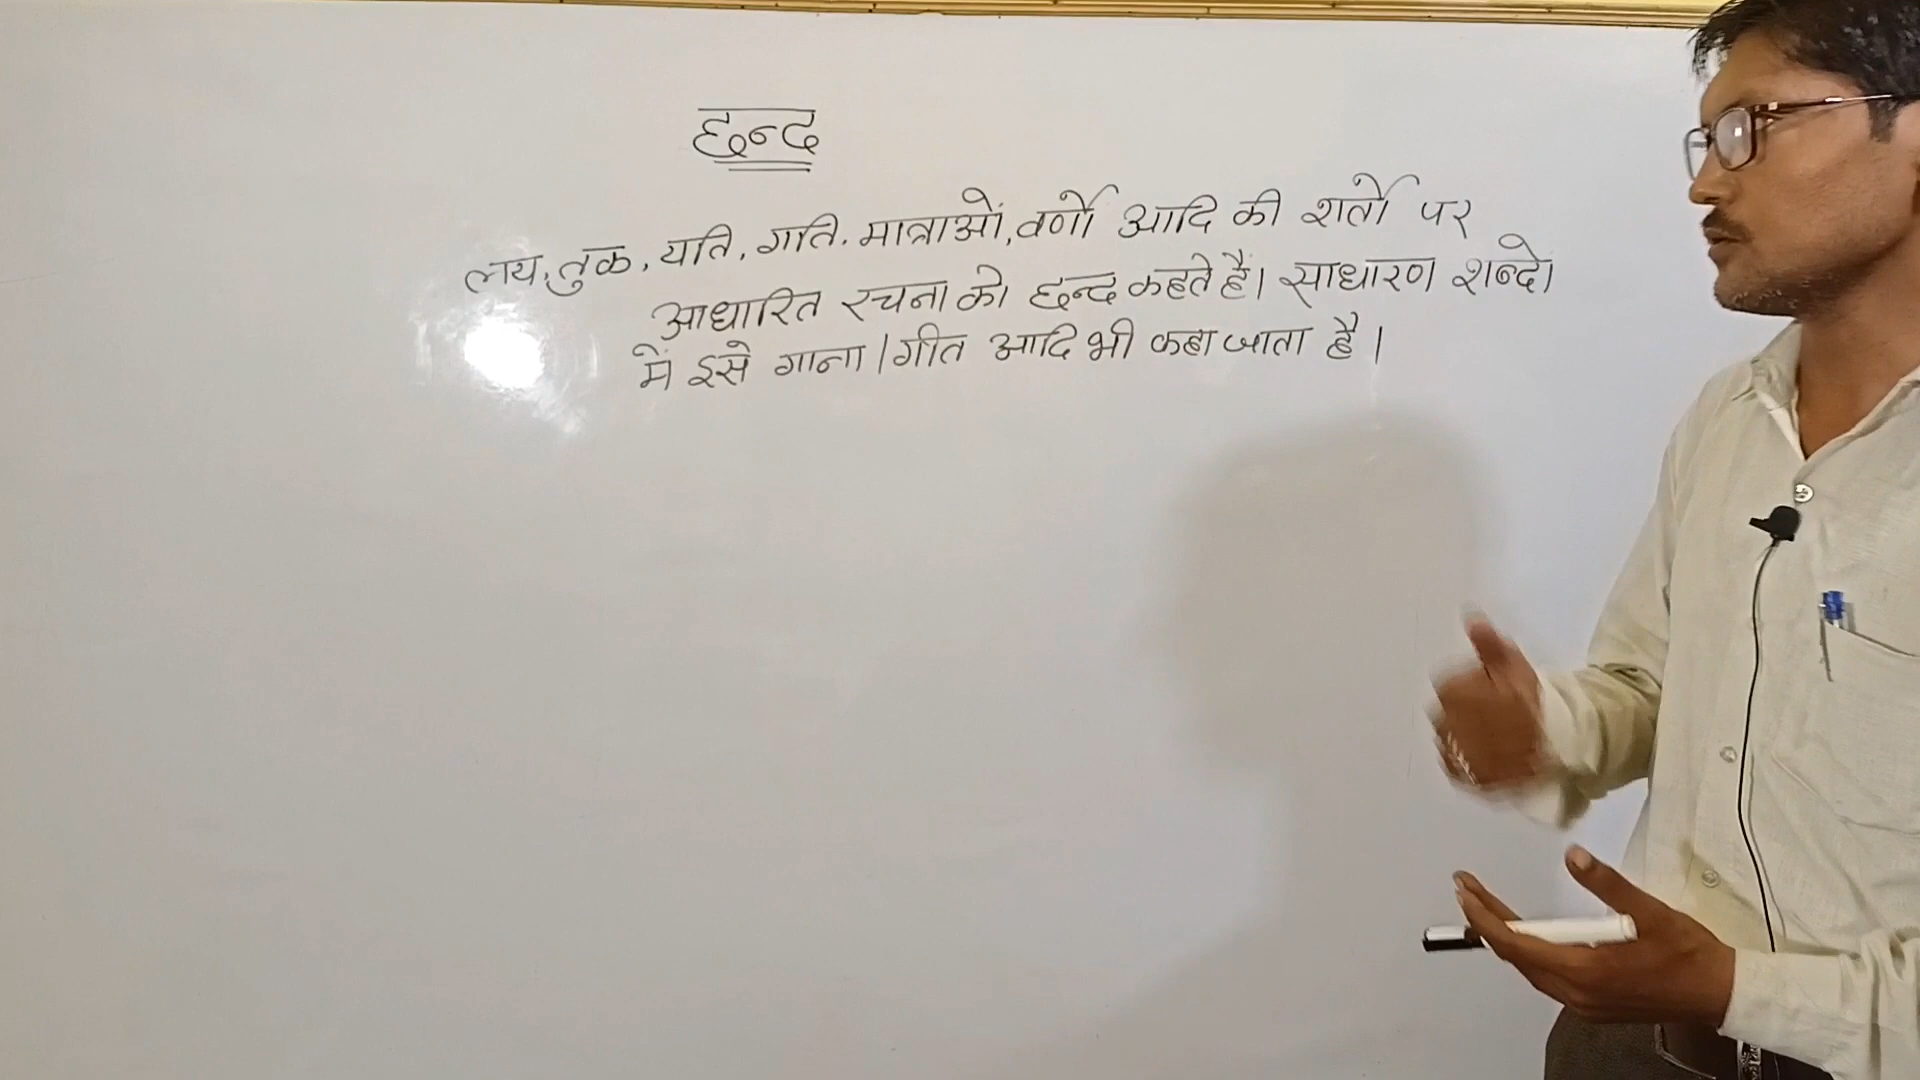 छन्द
लय, तुक, यति, गति, मात्राओं, वर्णो आदि की शर्तो पर
आधारित रचना को छन्द कहते हैं। साधारण शब्दो
में इसे गाना/गीत आदि भी कहा जाता है।